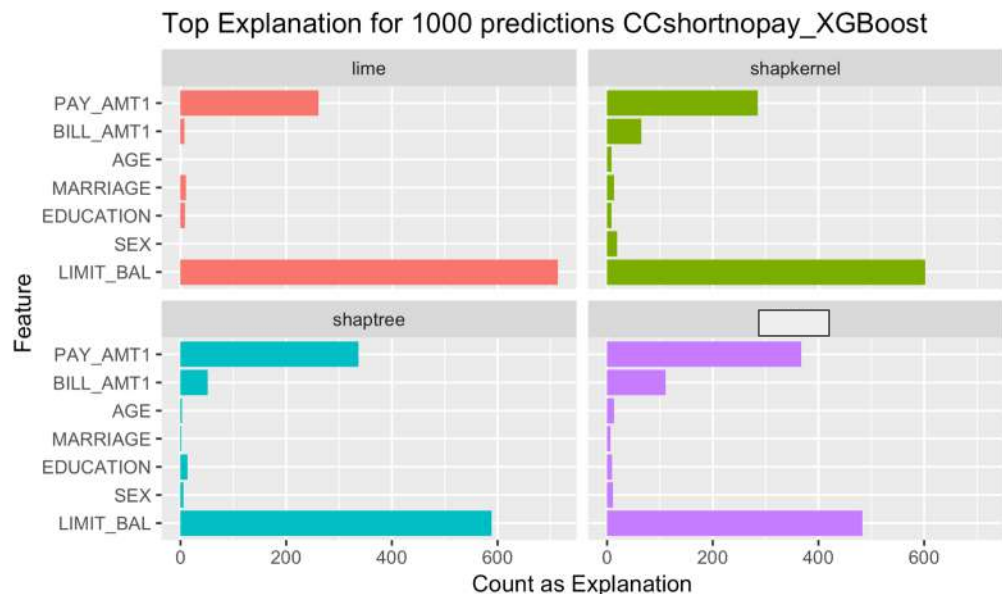 Top Explanation for 1000 predictions CCshortnopay_XGBoost
lime
shapkernel
PAY_AMT1
BILL_AMT1
AGE
MARRIAGE
EDUCATION
SEX
LIMIT_BAL
Feature
shaptree
PAY_AMT1
BILL_AMT1
AGE
MARRIAGE
EDUCATION
SEX
LIMIT_BAL
0 200 400 600 0 200 400 600
Count as Explanation